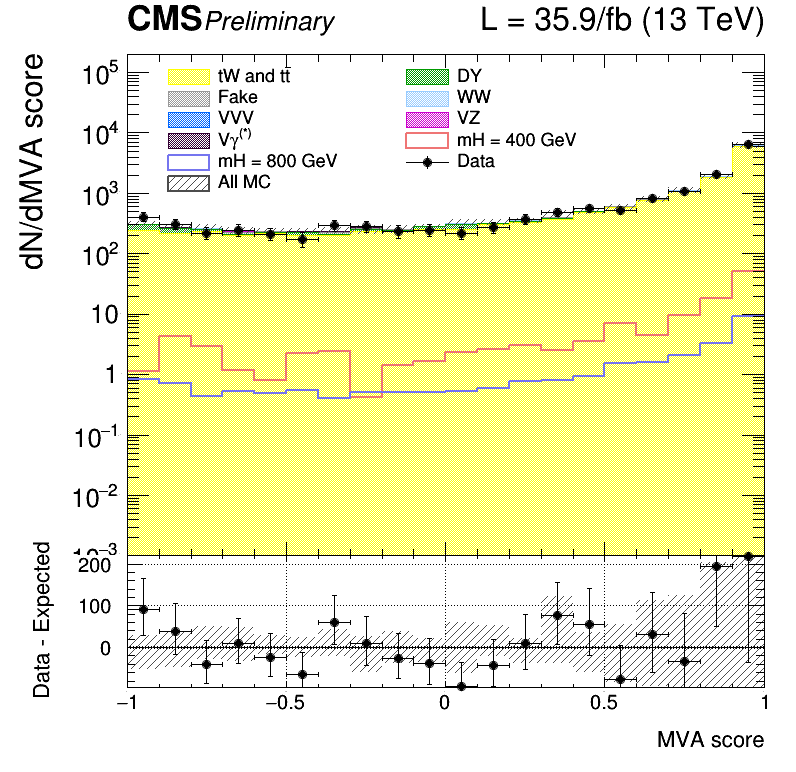 CMS Preliminary L = 35.9/fb (13 TeV)
dN/dMVA score
10⁵
10⁴
10³
10²
10
1
10⁻¹
10⁻²
tW and tt
Fake
VVV
Vγ(*)
mH = 800 GeV
All MC
DY
WW
VZ
mH = 400 GeV
Data
Data - Expected
200
100
0
−1 −0.5 0 0.5 1
MVA score